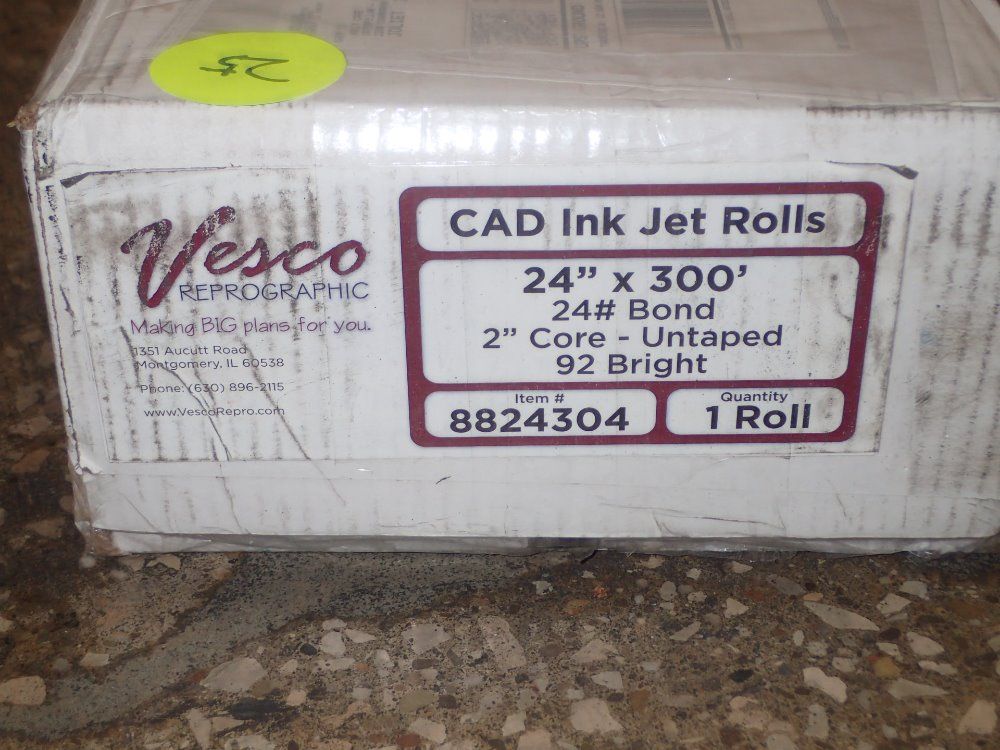 Vesco
REPROGRAPHIC
Making BIG plans for you.
1351 Aucutt Road
Montgomery, IL 60538
Phone: (630) 896-2115
www.VescoRepro.com
CAD Ink Jet Rolls
24” x 300’
24# Bond
2” Core - Untaped
92 Bright
Item #
8824304
Quantity
1 Roll